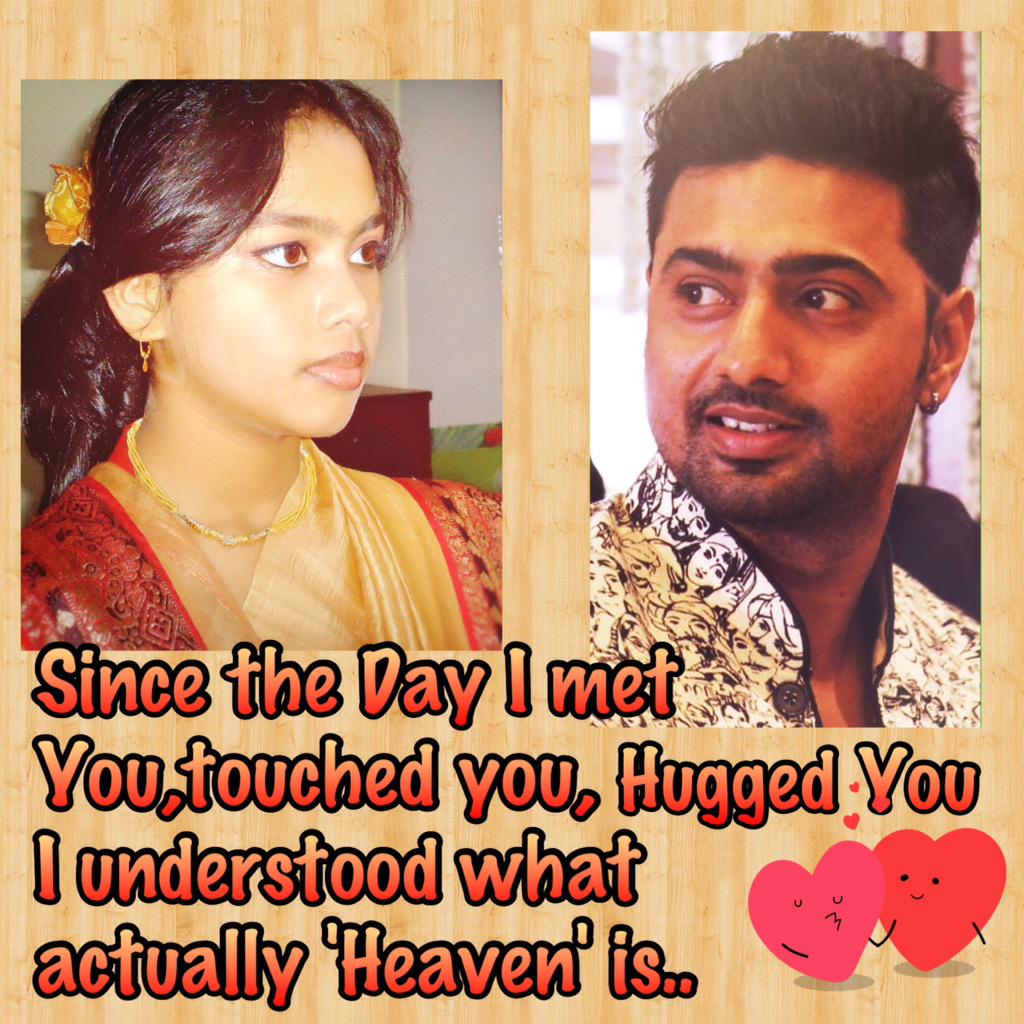 Since the Day I met
You,touched you, Hugged You
I understood what
actually 'Heaven' is..